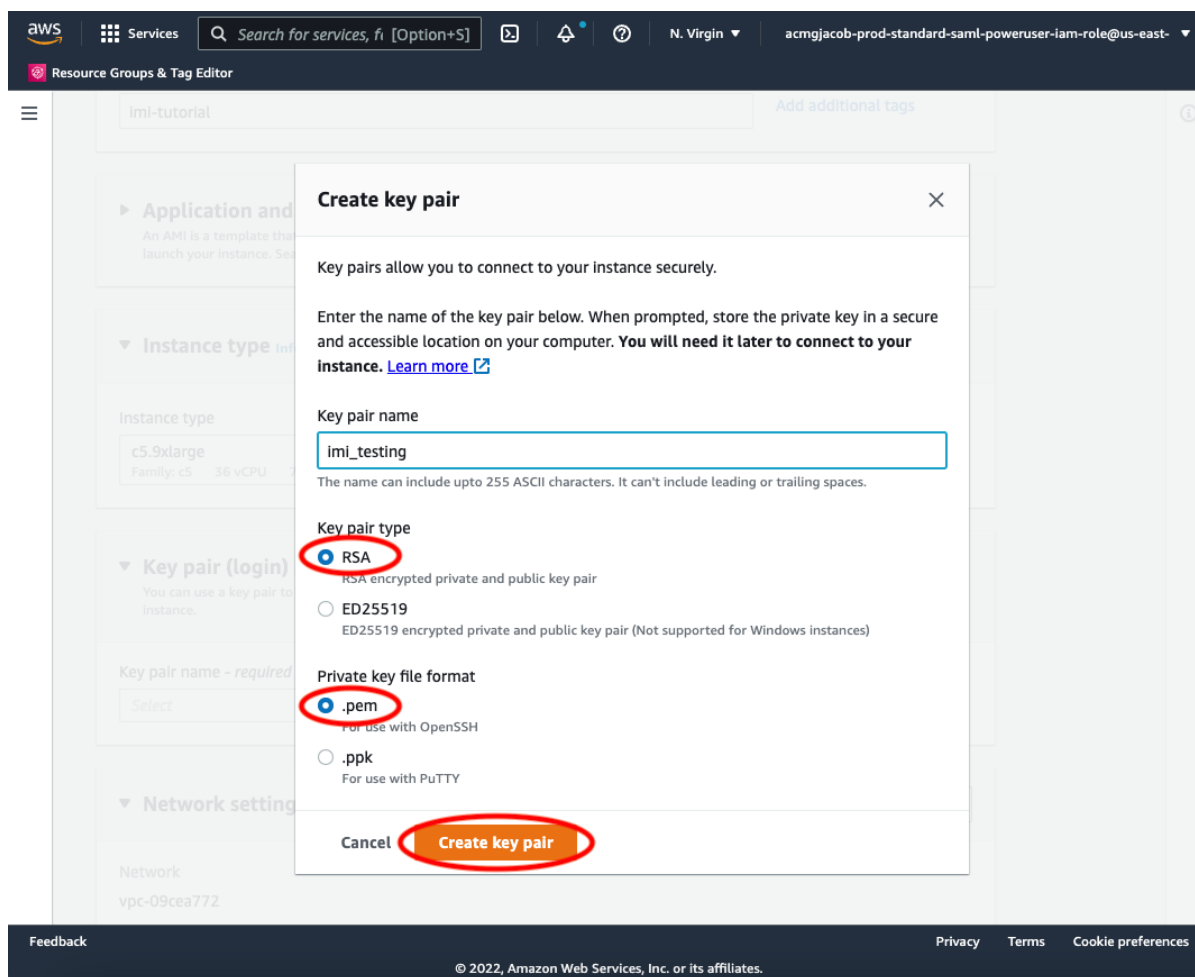 aws
Services
Search for services, f [Option+S]
N. Virgin
acmgjacob-prod-standard-saml-poweruser-iam-role@us-east-
Resource Groups & Tag Editor
imi-tutorial
Add additional tags
Create key pair
Application and
An AMI is a template tha
launch your instance. Sea
Key pairs allow you to connect to your instance securely.
Enter the name of the key pair below. When prompted, store the private key in a secure
and accessible location on your computer. You will need it later to connect to your
instance. Learn more
Instance type Inf
Key pair name
Instance type
imi_testing
c5.9xlarge
Family: c5 36 vCPU 7
The name can include upto 255 ASCII characters. It can't include leading or trailing spaces.
Key pair type
RSA
RSA encrypted private and public key pair
Key pair (login)
You can use a key pair to
instance.
ED25519
ED25519 encrypted private and public key pair (Not supported for Windows instances)
Key pair name - required
Private key file format
Select
.pem
For use with OpenSSH
.ppk
For use with PuTTY
Network setting
Cancel
Create key pair
Network
vpc-09cea772
Feedback
Privacy
Terms
Cookie preferences
© 2022, Amazon Web Services, Inc. or its affiliates.